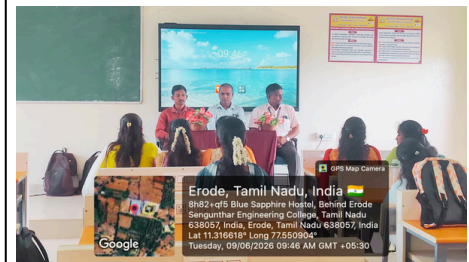 09:46
GPS Map Camera
Erode, Tamil Nadu, India
8h82+qf5 Blue Sapphire Hostel, Behind Erode
Sengunthar Engineering College, Tamil Nadu
638057, India, Erode, Tamil Nadu 638057, India
Lat 11.316618° Long 77.550904°
Tuesday, 09/06/2026 09:46 AM GMT +05:30
Google